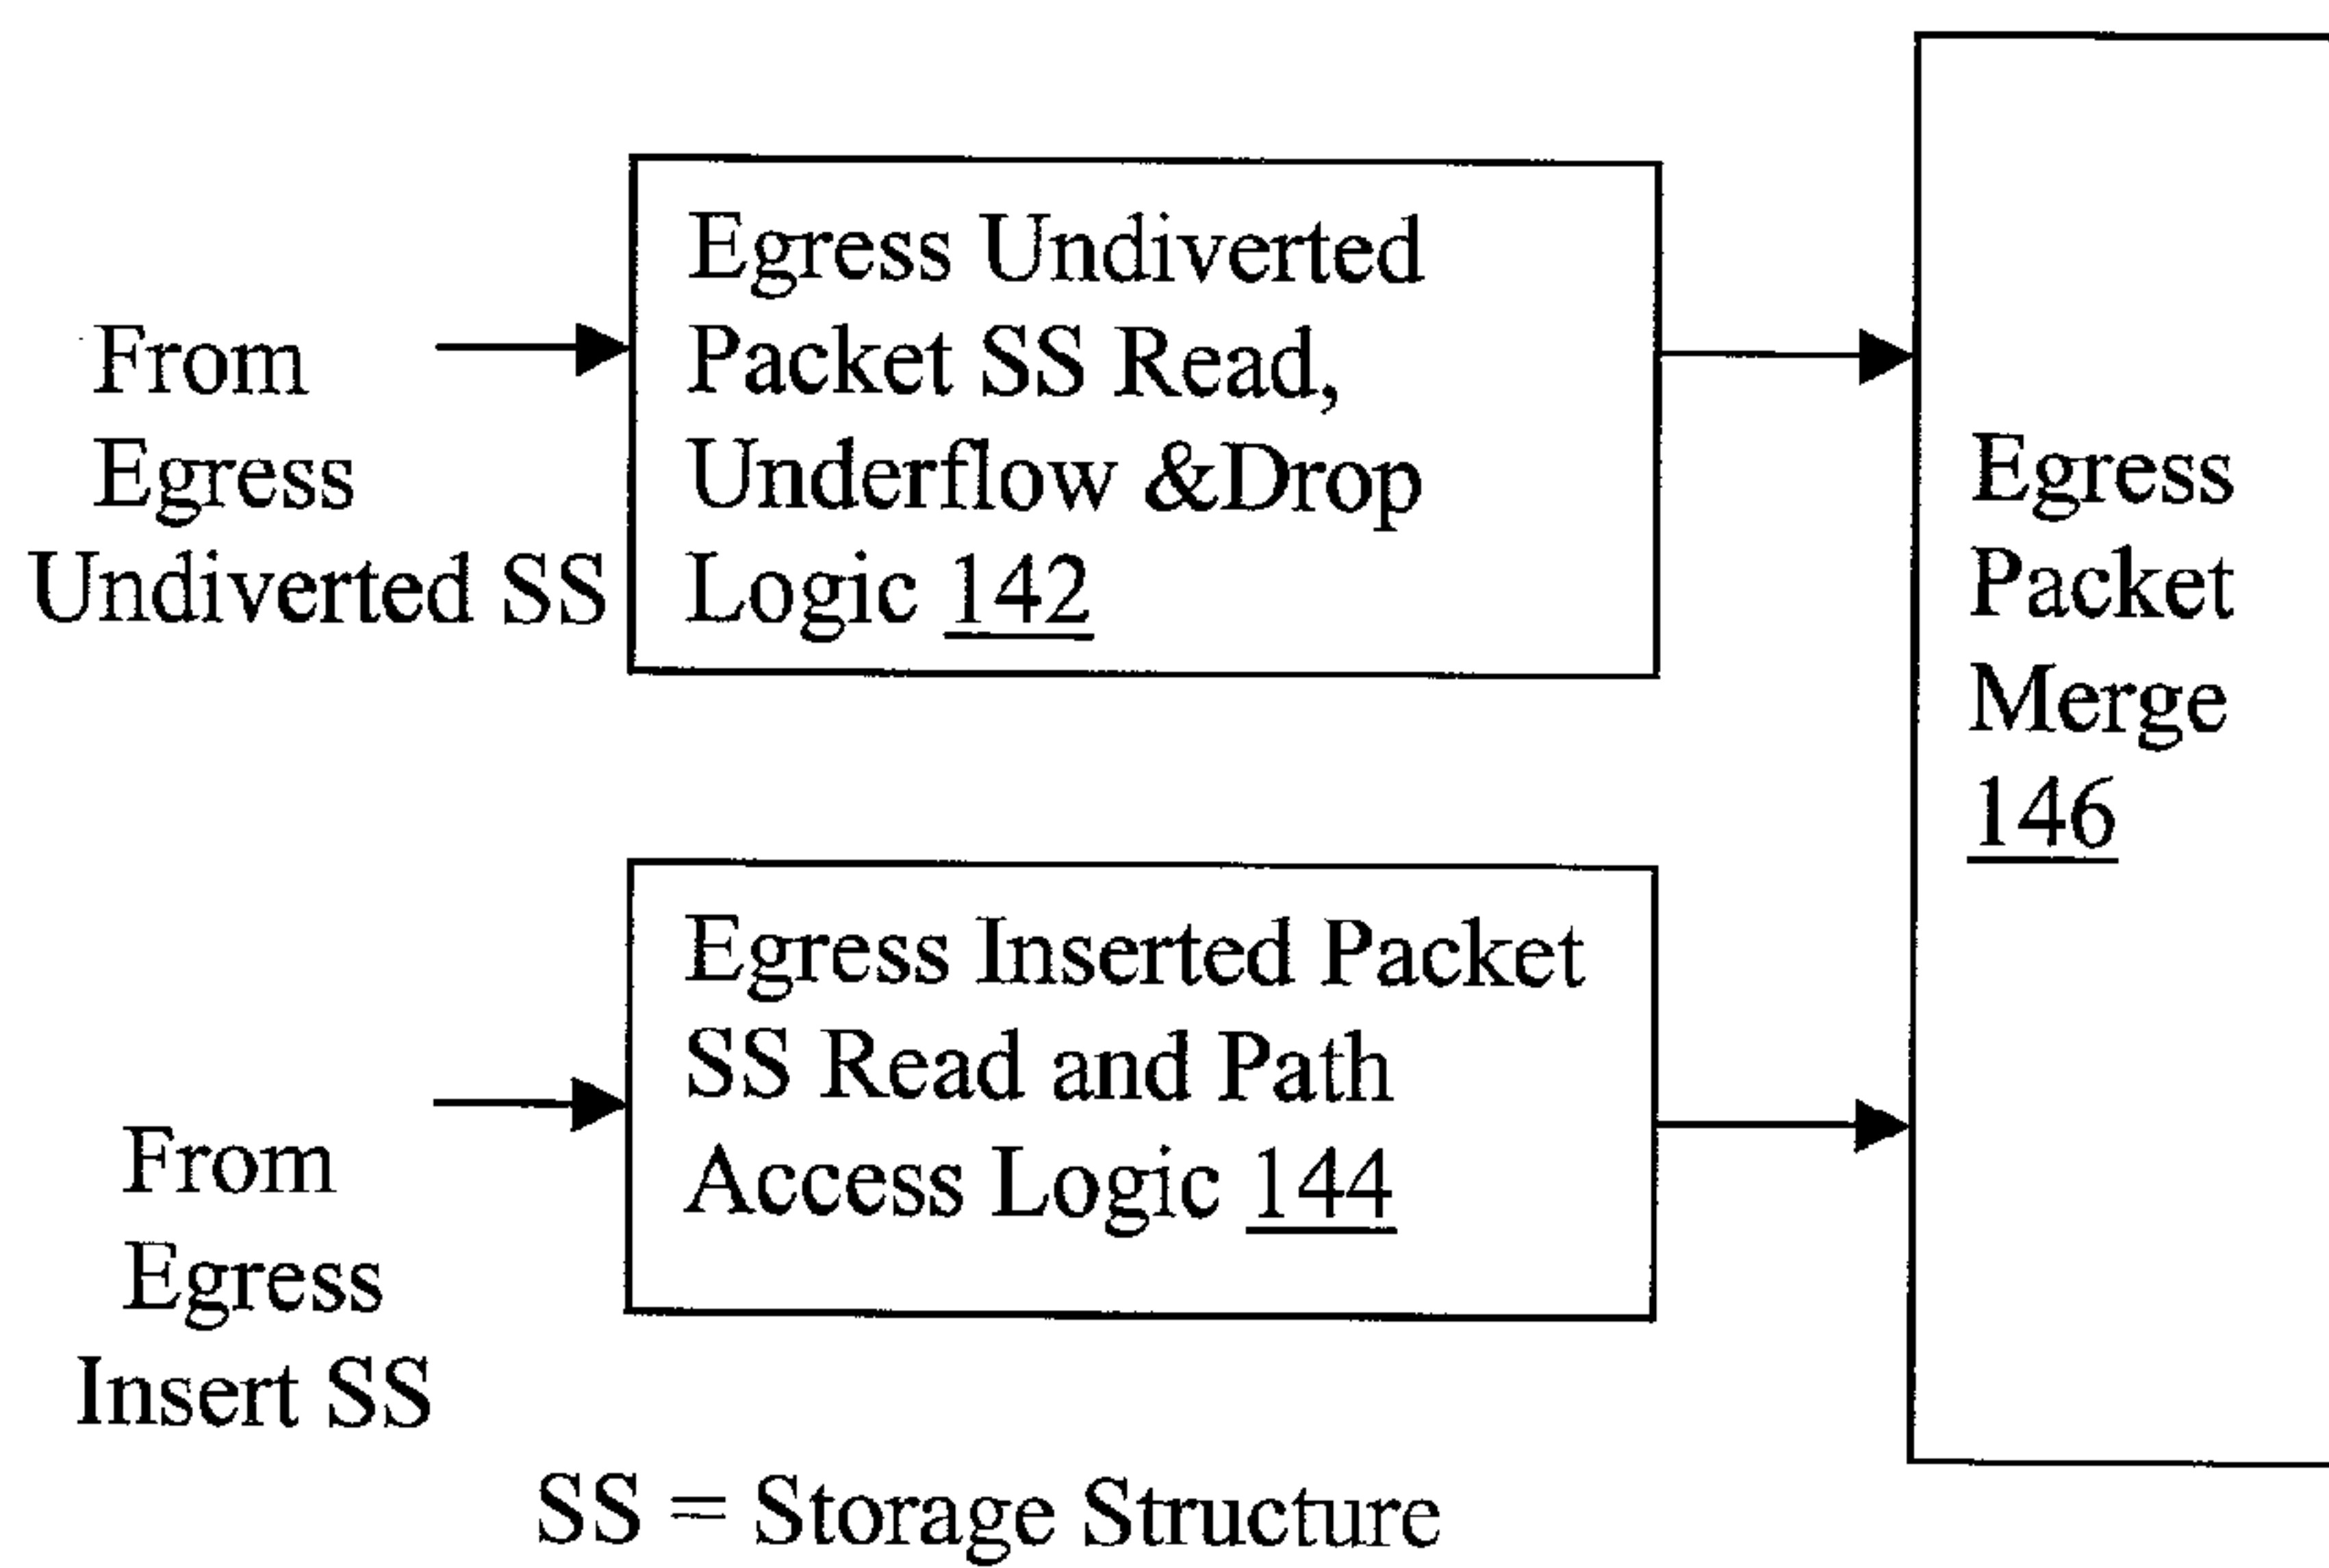 From
Egress
Undiverted SS
Egress Undiverted
Packet SS Read,
Underflow &Drop
Logic 142
Egress
Packet
Merge
146
From
Egress
Insert SS
Egress Inserted Packet
SS Read and Path
Access Logic 144
SS = Storage Structure